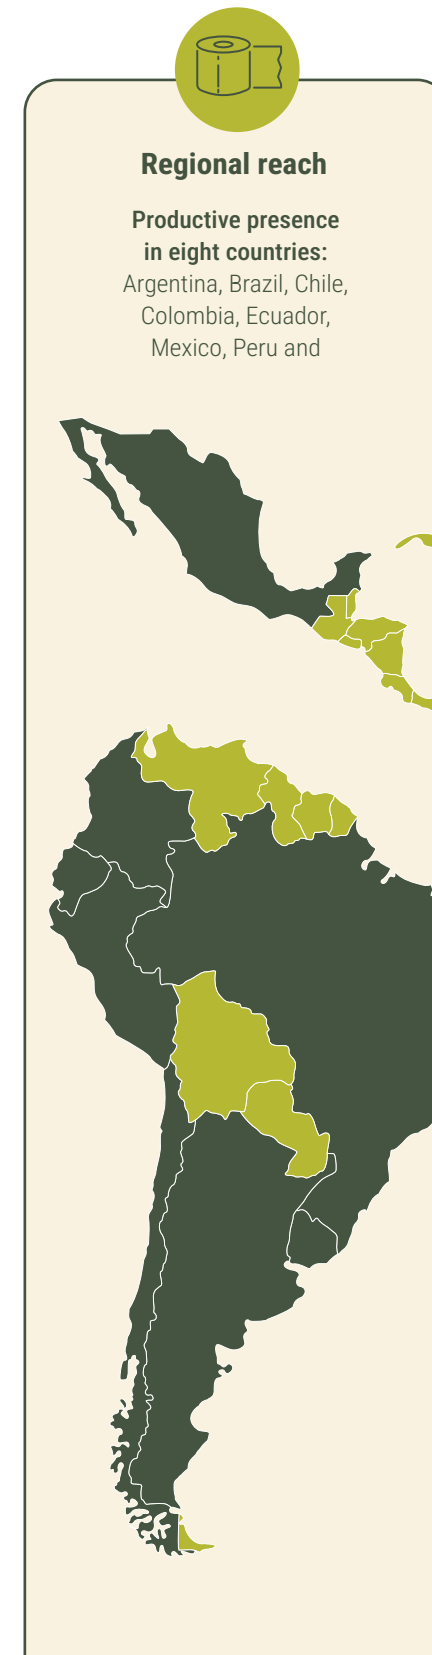 Regional reach
Productive presence
in eight countries:
Argentina, Brazil, Chile,
Colombia, Ecuador,
Mexico, Peru and